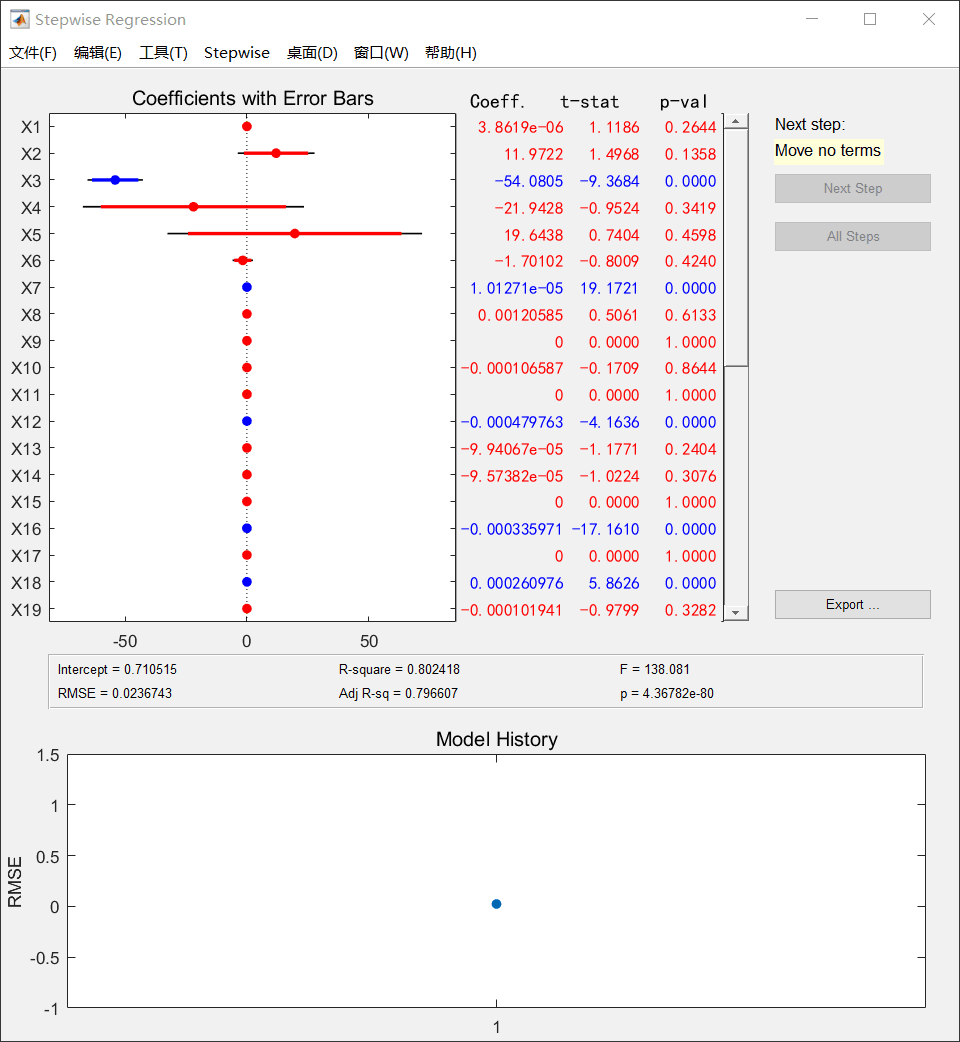 Stepwise Regression
文件(F) 编辑(E) 工具(T) Stepwise 桌面(D) 窗口(W) 帮助(H)
Coefficients with Error Bars Coeff. t-stat p-val
X1 3.8619e-06 1.1186 0.2644
X2 11.9722 1.4968 0.1358
X3 -54.0805 -9.3684 0.0000
X4 -21.9428 -0.9524 0.3419
X5 19.6438 0.7404 0.4598
X6 -1.70102 -0.8009 0.4240
X7 1.01271e-05 19.1721 0.0000
X8 0.00120585 0.5061 0.6133
X9 0 0.0000 1.0000
X10 -0.000106587 -0.1709 0.8644
X11 0 0.0000 1.0000
X12 -0.000479763 -4.1636 0.0000
X13 -9.94067e-05 -1.1771 0.2404
X14 -9.57382e-05 -1.0224 0.3076
X15 0 0.0000 1.0000
X16 -0.000335971 -17.1610 0.0000
X17 0 0.0000 1.0000
X18 0.000260976 5.8626 0.0000
X19 -0.000101941 -0.9799 0.3282
-50 0 50
Next step:
Move no terms
Next Step
All Steps
Export ...
Intercept = 0.710515 R-square = 0.802418 F = 138.081
RMSE = 0.0236743 Adj R-sq = 0.796607 p = 4.36782e-80
Model History
1.5
1
0.5
0
-0.5
-1
RMSE
1